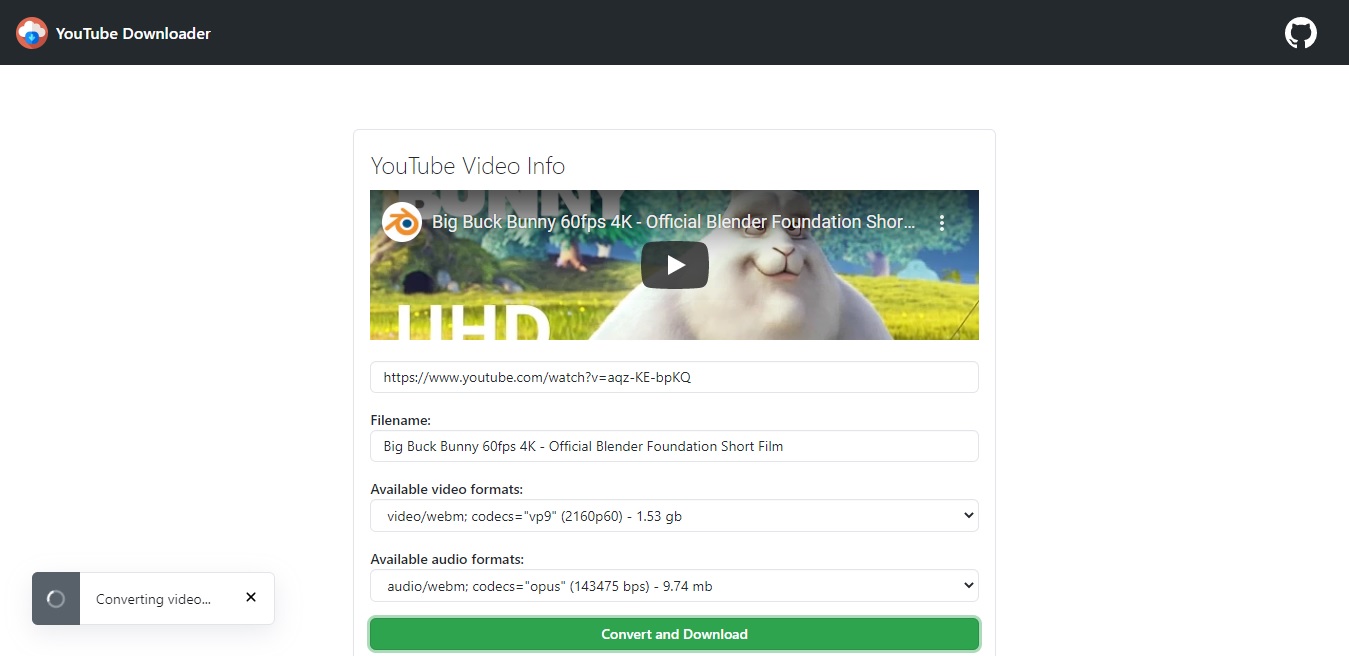 YouTube Downloader
YouTube Video Info
BUNNY
Big Buck Bunny 60fps 4K - Official Blender Foundation Shor...
UHD
https://www.youtube.com/watch?v=aqz-KE-bpKQ
Filename:
Big Buck Bunny 60fps 4K - Official Blender Foundation Short Film
Available video formats:
video/webm; codecs="vp9" (2160p60) - 1.53 gb
Available audio formats:
audio/webm; codecs="opus" (143475 bps) - 9.74 mb
Converting video...
Convert and Download